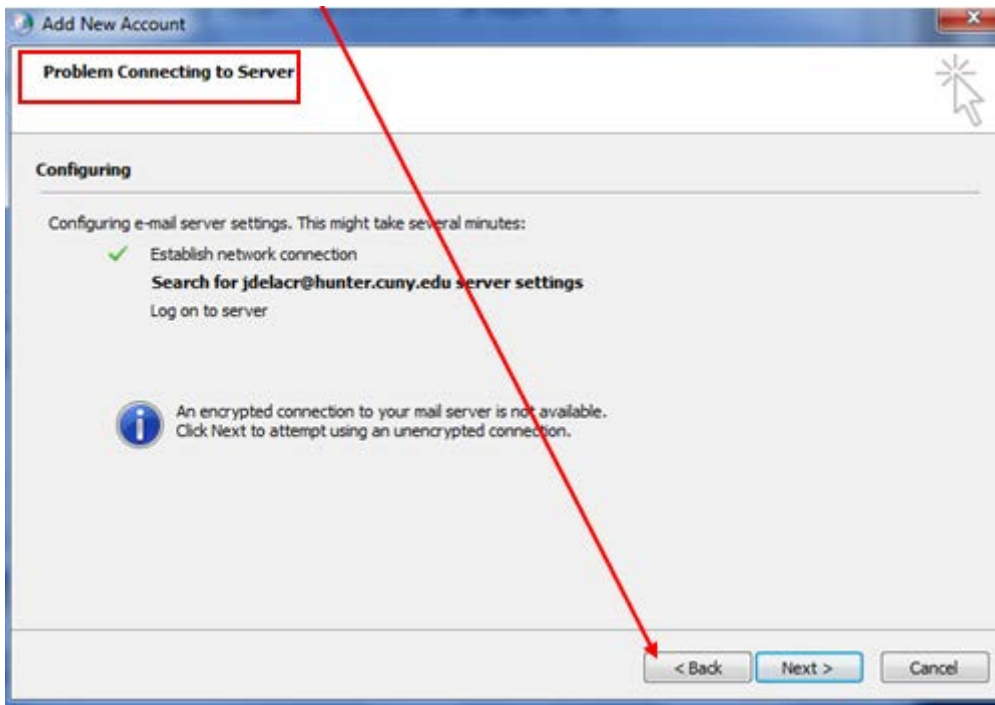 Add New Account
Problem Connecting to Server
Configuring
Configuring e-mail server settings. This might take several minutes:
Establish network connection
Search for jdelacr@hunter.cuny.edu server settings
Log on to server
An encrypted connection to your mail server is not available.
Click Next to attempt using an unencrypted connection.
< Back Next > Cancel